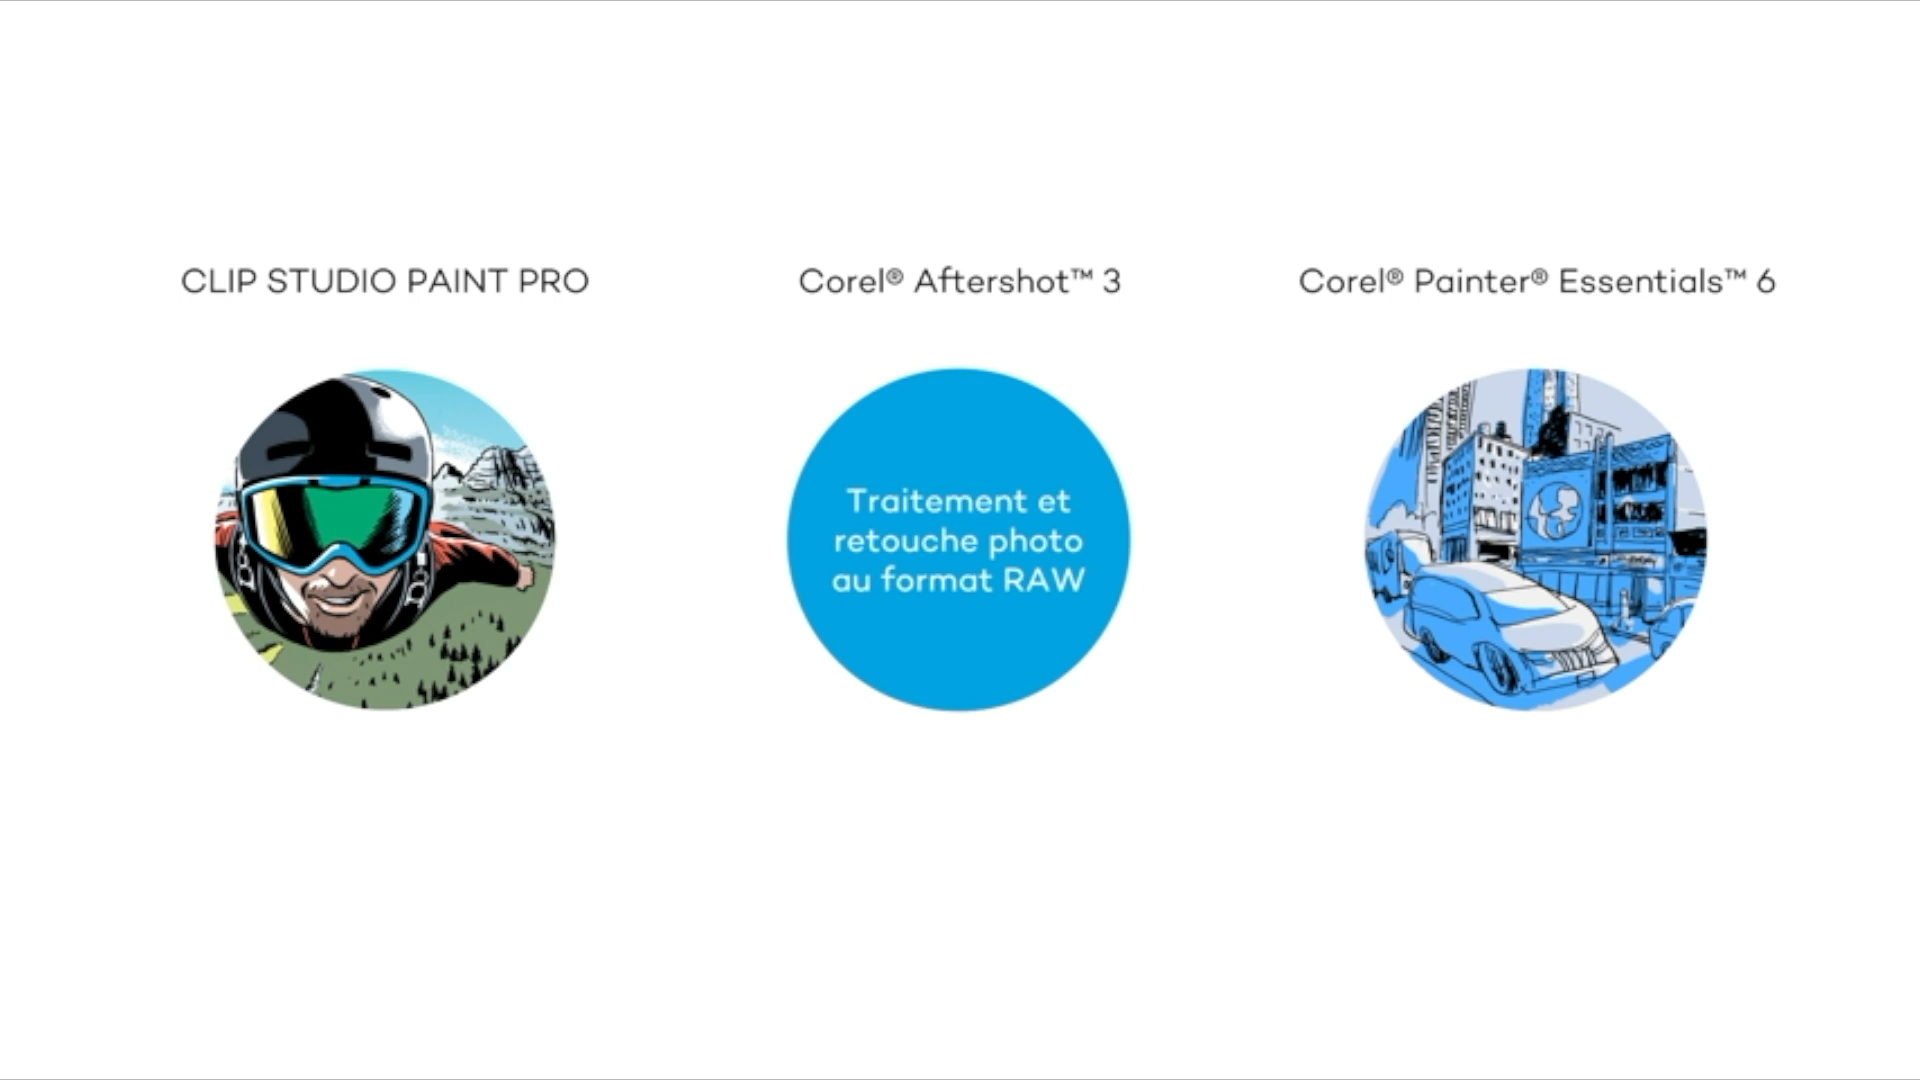 CLIP STUDIO PAINT PRO
Corel® Aftershot™ 3
Corel® Painter® Essentials™ 6
Traitement et
retouche photo
au format RAW